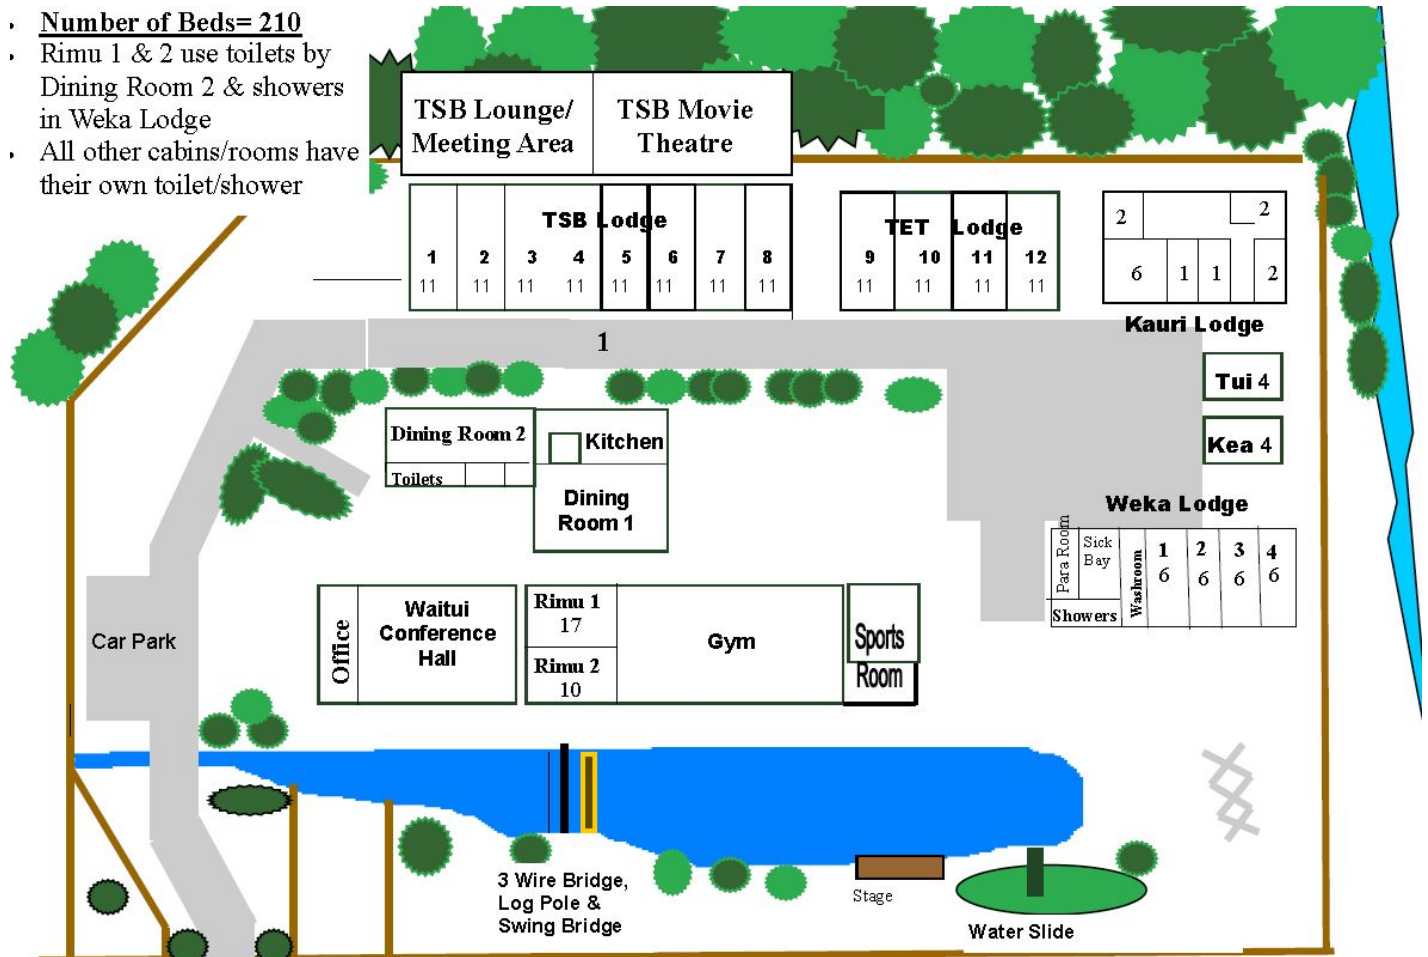 Number of Beds= 210
Rimu 1 & 2 use toilets by
Dining Room 2 & showers
in Weka Lodge
All other cabins/rooms have
their own toilet/shower
TSB Lounge/
Meeting Area
TSB Movie
Theatre
TSB Lodge
1 2 3 4 5 6 7 8
11 11 11 11 11 11 11 11
TET Lodge
9 10 11 12
11 11 11 11
2 2
6 1 1 2
Kauri Lodge
1
Tui 4
Kea 4
Dining Room 2
Toilets
Kitchen
Dining
Room 1
Weka Lodge
Para Room
Sick
Bay
Showers
Washroom
1 2 3 4
6 6 6 6
Car Park
Office
Waitui
Conference
Hall
Rimu 1
17
Rimu 2
10
Gym
Sports
Room
3 Wire Bridge,
Log Pole &
Swing Bridge
Stage
Water Slide